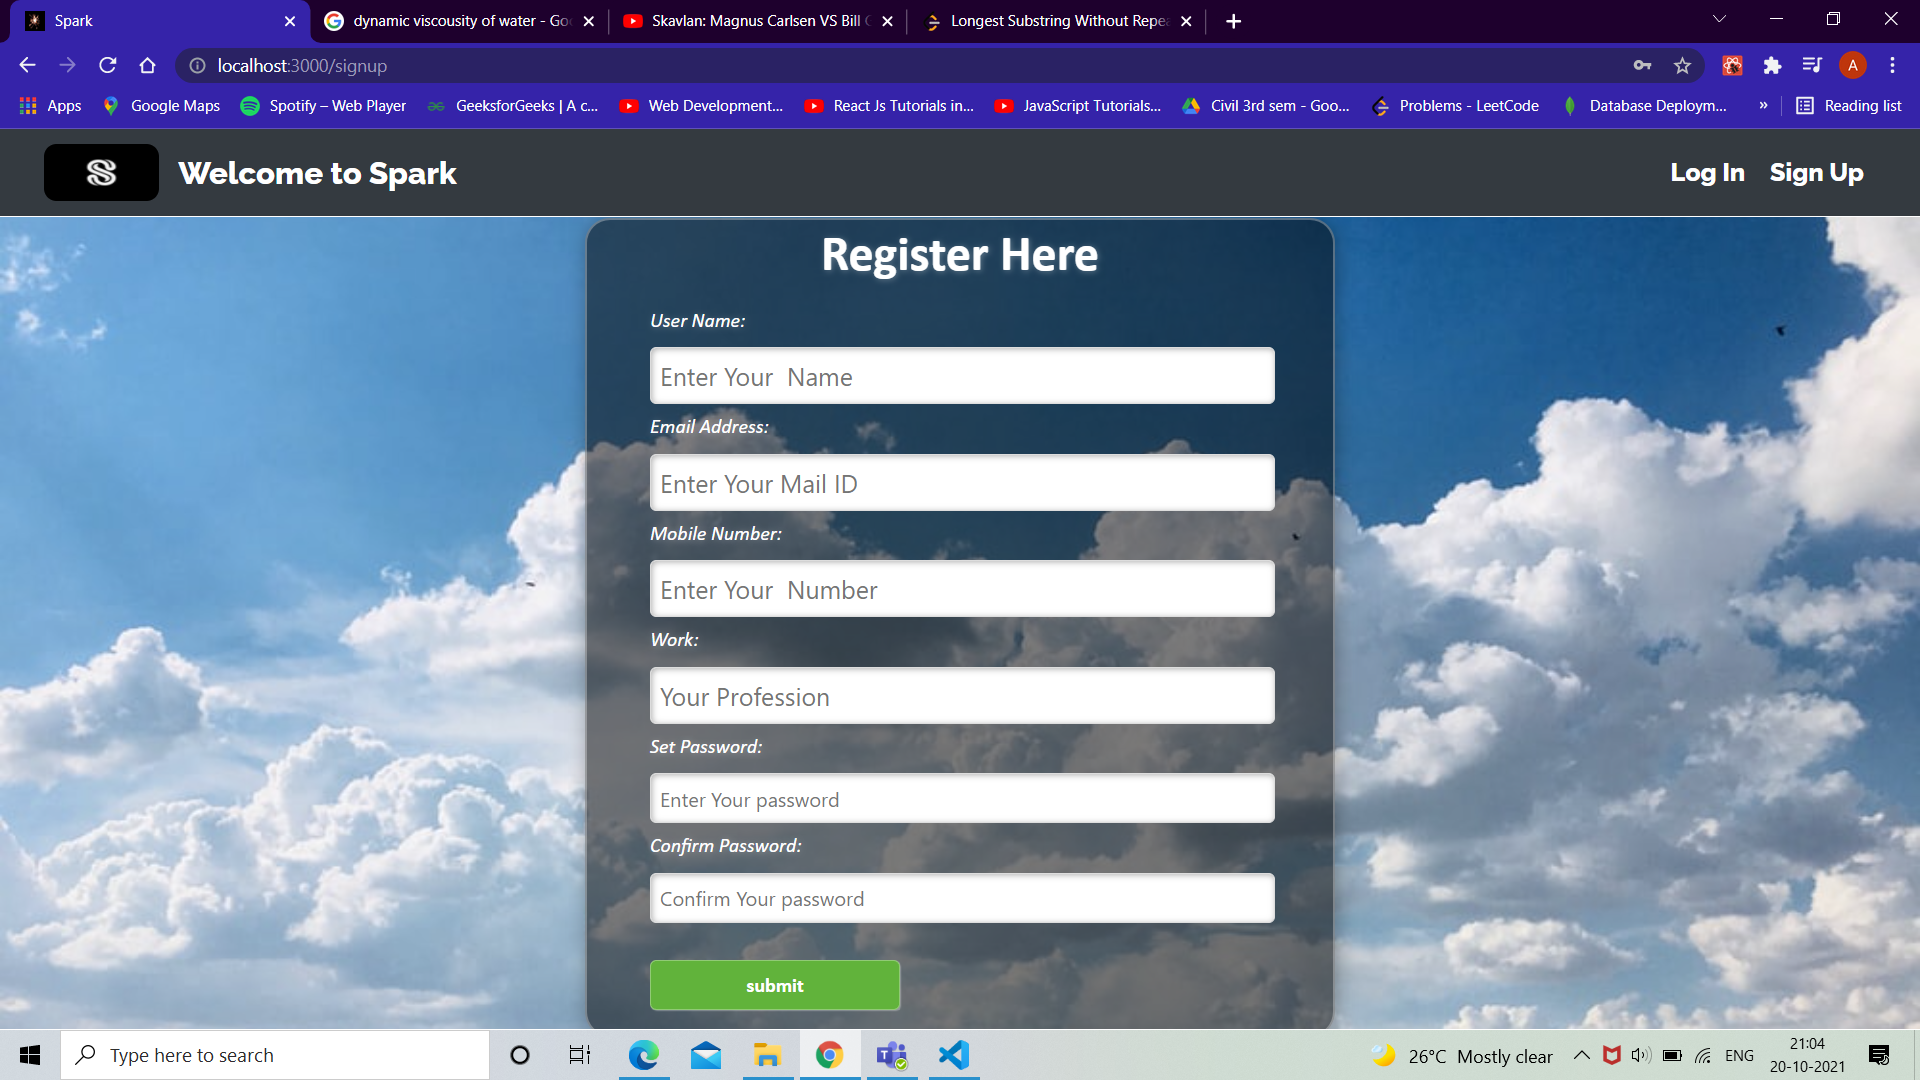 Spark
dynamic viscousity of water - Go
Skavlan: Magnus Carlsen VS Bill G
Longest Substring Without Repea
localhost:3000/signup
A
Apps
Google Maps
Spotify – Web Player
GeeksforGeeks | A c...
Web Development...
React Js Tutorials in...
JavaScript Tutorials...
Civil 3rd sem - Goo...
Problems - LeetCode
Database Deploym...
»
Reading list
Welcome to Spark
Log In
Sign Up
Register Here
User Name:
Enter Your  Name
Email Address:
Enter Your Mail ID
Mobile Number:
Enter Your  Number
Work:
Your Profession
Set Password:
Enter Your password
Confirm Password:
Confirm Your password
submit
Type here to search
26°C Mostly clear
ENG
21:04
20-10-2021